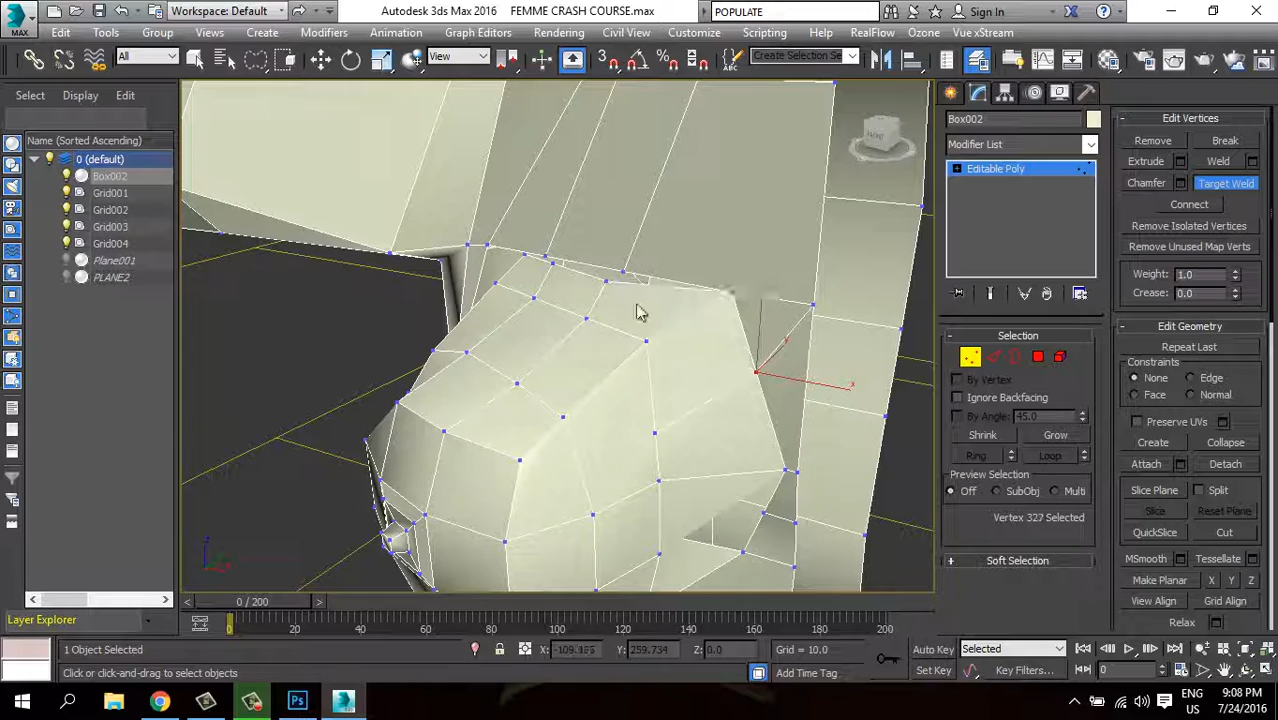 MAX
Workspace: Default
Autodesk 3ds Max 2016 FEMME CRASH COURSE.max
POPULATE
Sign In
Edit Tools Group Views Create Modifiers Animation Graph Editors Rendering Civil View Customize Scripting Help RealFlow Ozone Vue xStream
All
View
Create Selection Se
Select Display Edit
Name (Sorted Ascending)
0 (default)
Box002
Grid001
Grid002
Grid003
Grid004
Plane001
PLANE2
Layer Explorer
FRONT
x
y
z
Box002
Modifier List
Editable Poly
Selection
By Vertex
Ignore Backfacing
By Angle: 45.0
Shrink Grow
Ring Loop
Preview Selection
Off SubObj Multi
Vertex 327 Selected
Soft Selection
Edit Vertices
Remove Break
Extrude Weld
Chamfer Target Weld
Connect
Remove Isolated Vertices
Remove Unused Map Verts
Weight: 1.0
Crease: 0.0
Edit Geometry
Repeat Last
Constraints
None Edge
Face Normal
Preserve UVs
Create Collapse
Attach Detach
Slice Plane Split
Slice Reset Plane
QuickSlice Cut
MSmooth Tessellate
Make Planar X Y Z
View Align Grid Align
Relax
0 / 200
0 20 40 60 80 100 120 140 160 180 200
1 Object Selected
X: -109.185 Y: 259.734 Z: 0.0
Grid = 10.0
Auto Key Selected
Click or click-and-drag to select objects
Add Time Tag
Set Key Key Filters...
0
Ps
MAX
ENG
US
9:08 PM
7/24/2016